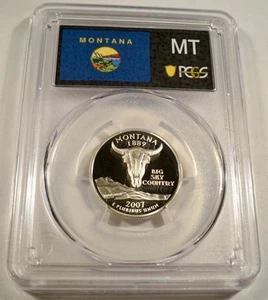 MONTANA
MT
PCGS
MONTANA
1889
BIG
SKY
COUNTRY
2007
E PLURIBUS UNUM